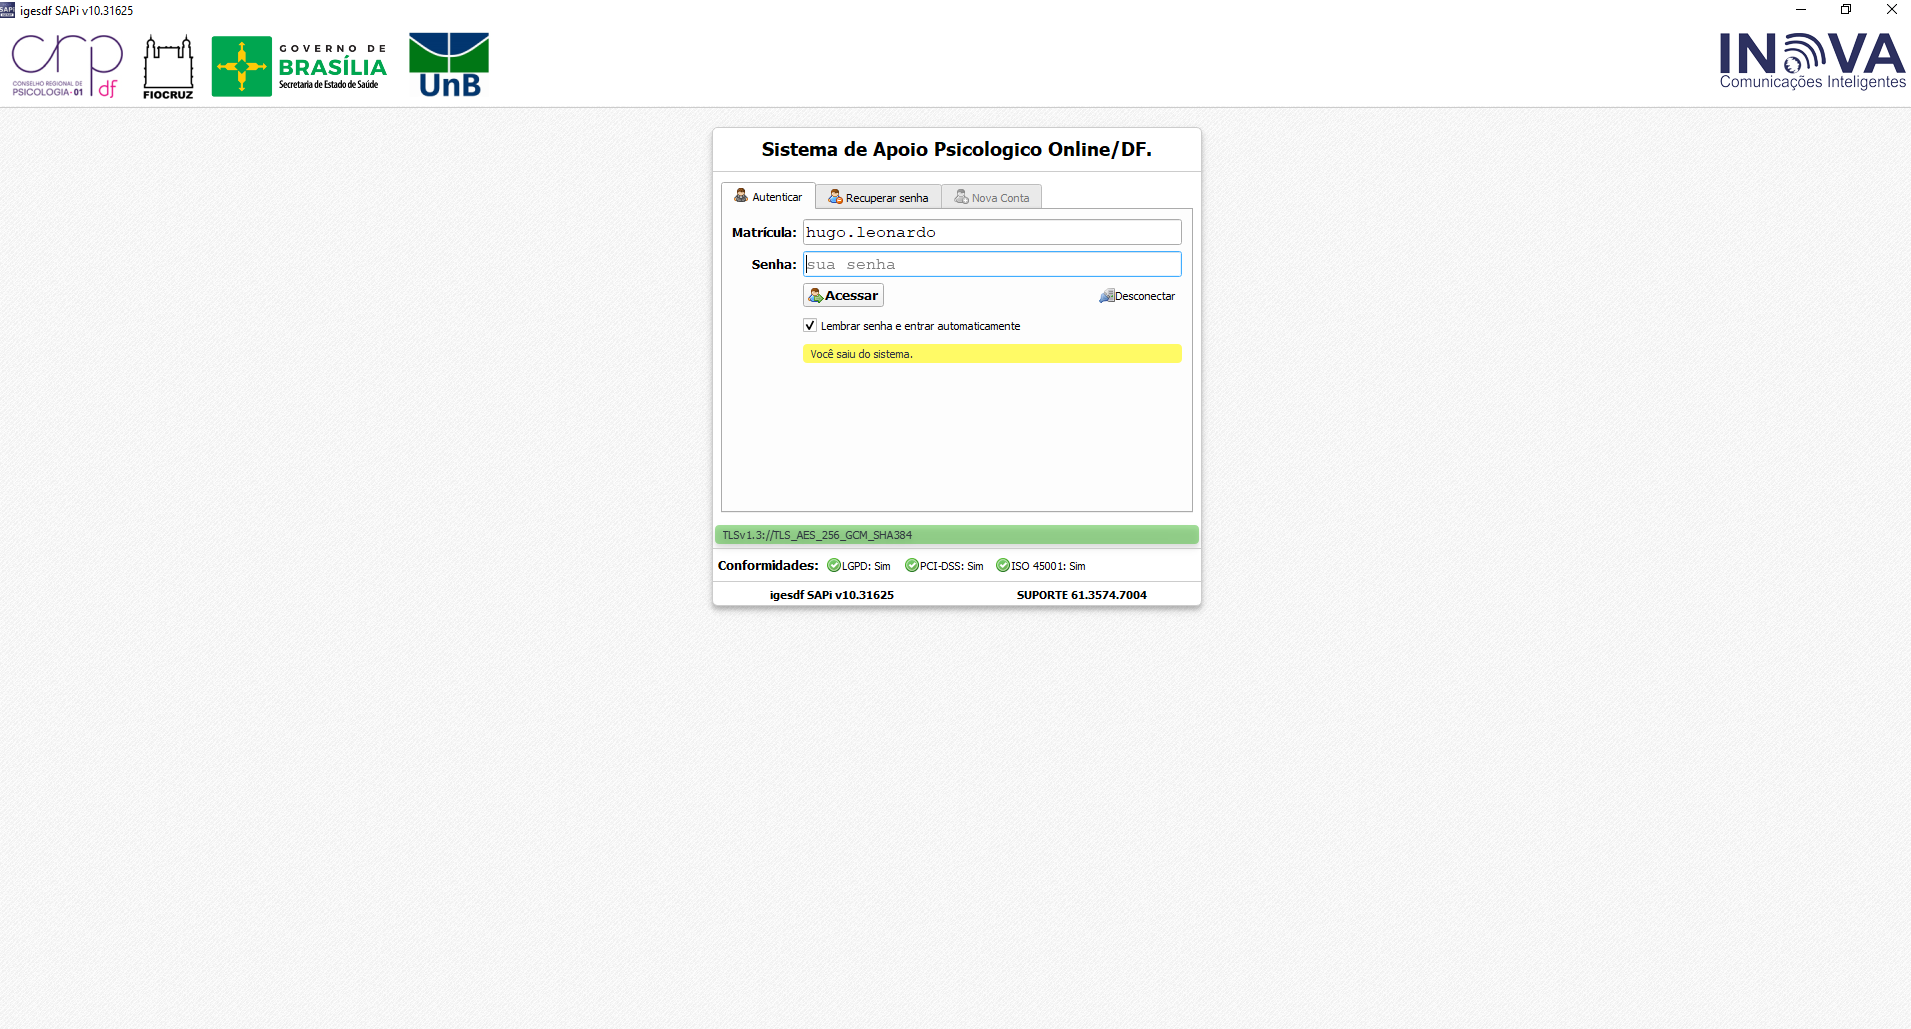 SAPi
igesdf SAPi v10.31625
crp
CONSELHO REGIONAL DE
PSICOLOGIA-01 df
FIOCRUZ
GOVERNO DE
BRASÍLIA
Secretaria de Estado de Saúde
UnB
INOVA
Comunicações Inteligentes
Sistema de Apoio Psicologico Online/DF.
Autenticar
Recuperar senha
Nova Conta
Matrícula: hugo.leonardo
Senha: sua senha
Acessar
Desconectar
Lembrar senha e entrar automaticamente
Você saiu do sistema.
TLSv1.3://TLS_AES_256_GCM_SHA384
Conformidades: LGPD: Sim PCI-DSS: Sim ISO 45001: Sim
igesdf SAPi v10.31625
SUPORTE 61.3574.7004